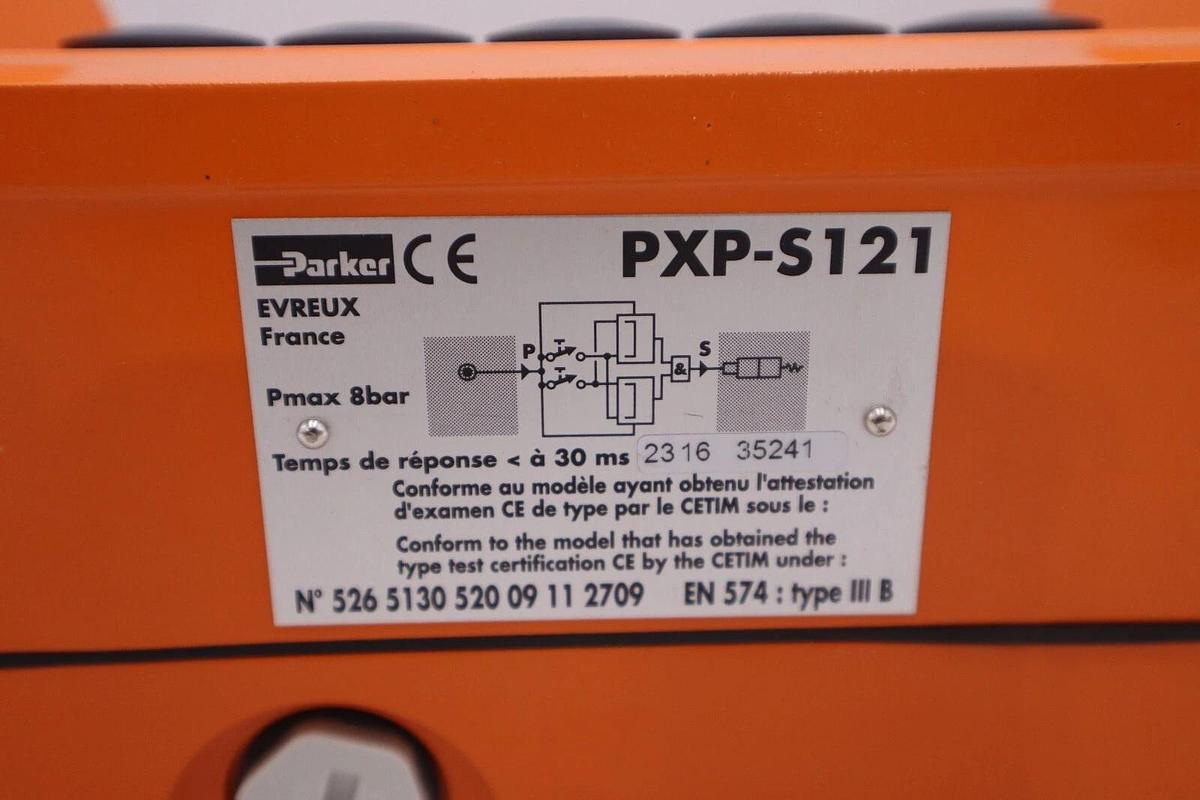 Parker CE PXP-S121
EVREUX
France
P & S
Pmax 8bar
Temps de réponse < à 30 ms 2316 35241
Conforme au modèle ayant obtenu l'attestation
d'examen CE de type par le CETIM sous le :
Conform to the model that has obtained the
type test certification CE by the CETIM under :
N° 526 5130 520 09 11 2709 EN 574 : type III B